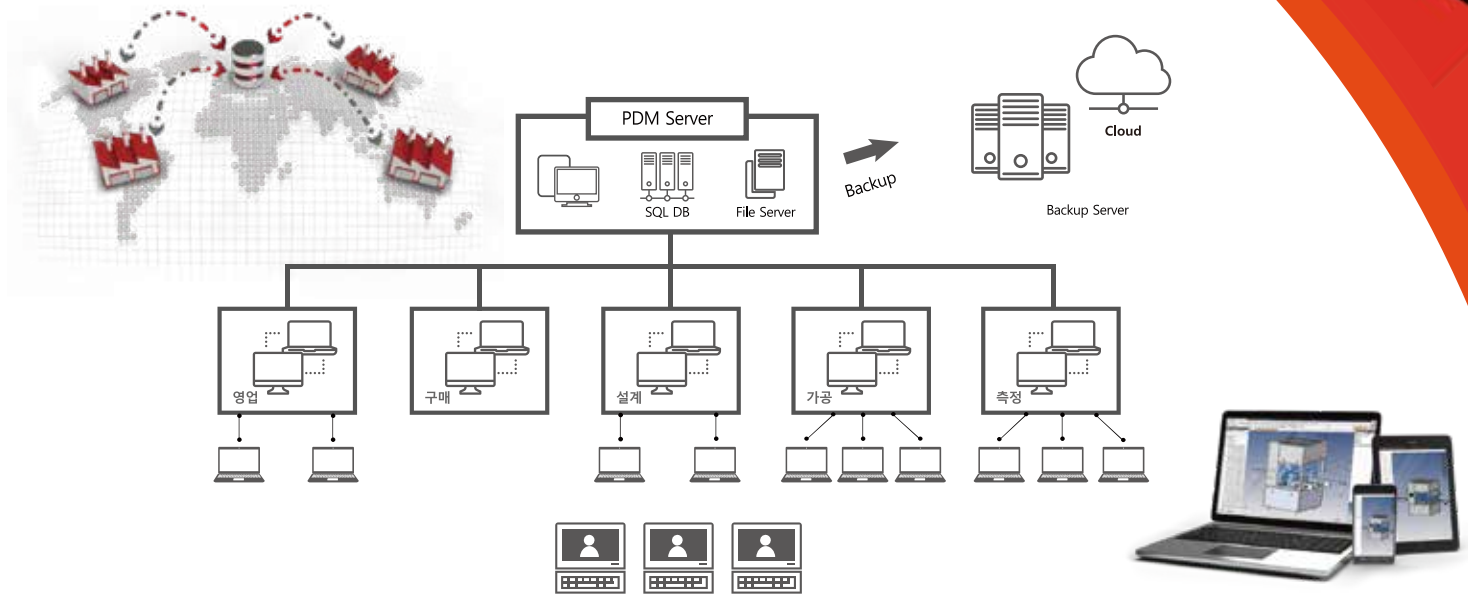 PDM Server
SQL DB
File Server
Backup
Cloud
Backup Server
영업
구매
설계
가공
측정